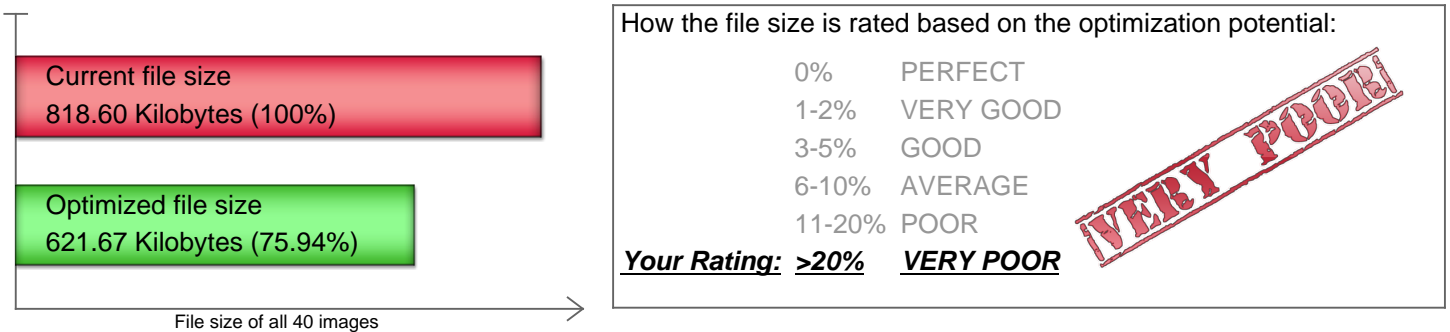 Current file size
818.60 Kilobytes (100%)
Optimized file size
621.67 Kilobytes (75.94%)
File size of all 40 images
How the file size is rated based on the optimization potential:
0% PERFECT
1-2% VERY GOOD
3-5% GOOD
6-10% AVERAGE
11-20% POOR
Your Rating: >20% VERY POOR
VERY POOR